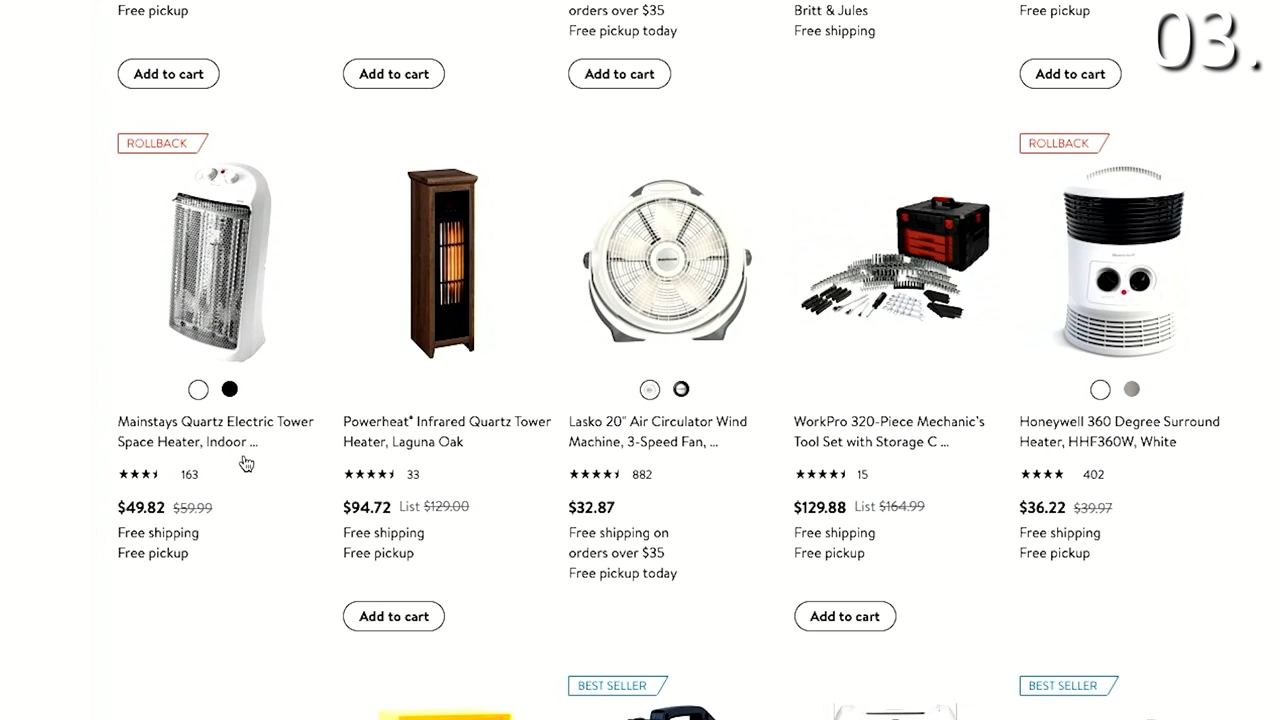 Free pickup
orders over $35
Free pickup today
Britt & Jules
Free shipping
Free pickup
03.
Add to cart
Add to cart
Add to cart
Add to cart
ROLLBACK
ROLLBACK
Mainstays Quartz Electric Tower
Space Heater, Indoor ...
163
$49.82 $59.99
Free shipping
Free pickup
Powerheat® Infrared Quartz Tower
Heater, Laguna Oak
33
$94.72 List $129.00
Free shipping
Free pickup
Add to cart
Lasko 20" Air Circulator Wind
Machine, 3-Speed Fan, ...
882
$32.87
Free shipping on
orders over $35
Free pickup today
WorkPro 320-Piece Mechanic's
Tool Set with Storage C ...
15
$129.88 List $164.99
Free shipping
Free pickup
Add to cart
Honeywell 360 Degree Surround
Heater, HHF360W, White
402
$36.22 $39.97
Free shipping
Free pickup
BEST SELLER
BEST SELLER